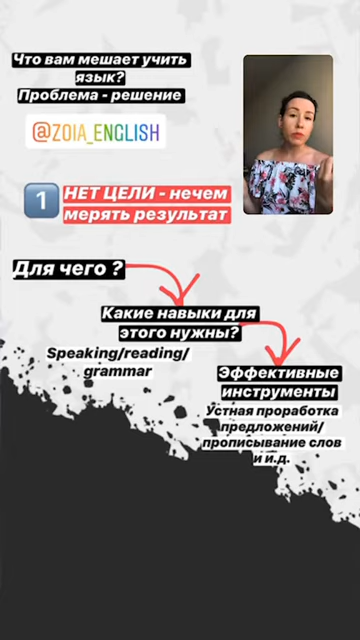 Что вам мешает учить
язык?
Проблема - решение
@ZOIA_ENGLISH
1
НЕТ ЦЕЛИ - нечем
мерять результат
Для чего ?
Какие навыки для
этого нужны?
Speaking/reading/
grammar
Эффективные
инструменты
Устная проработка
предложений/
прописывание слов
и и.д.